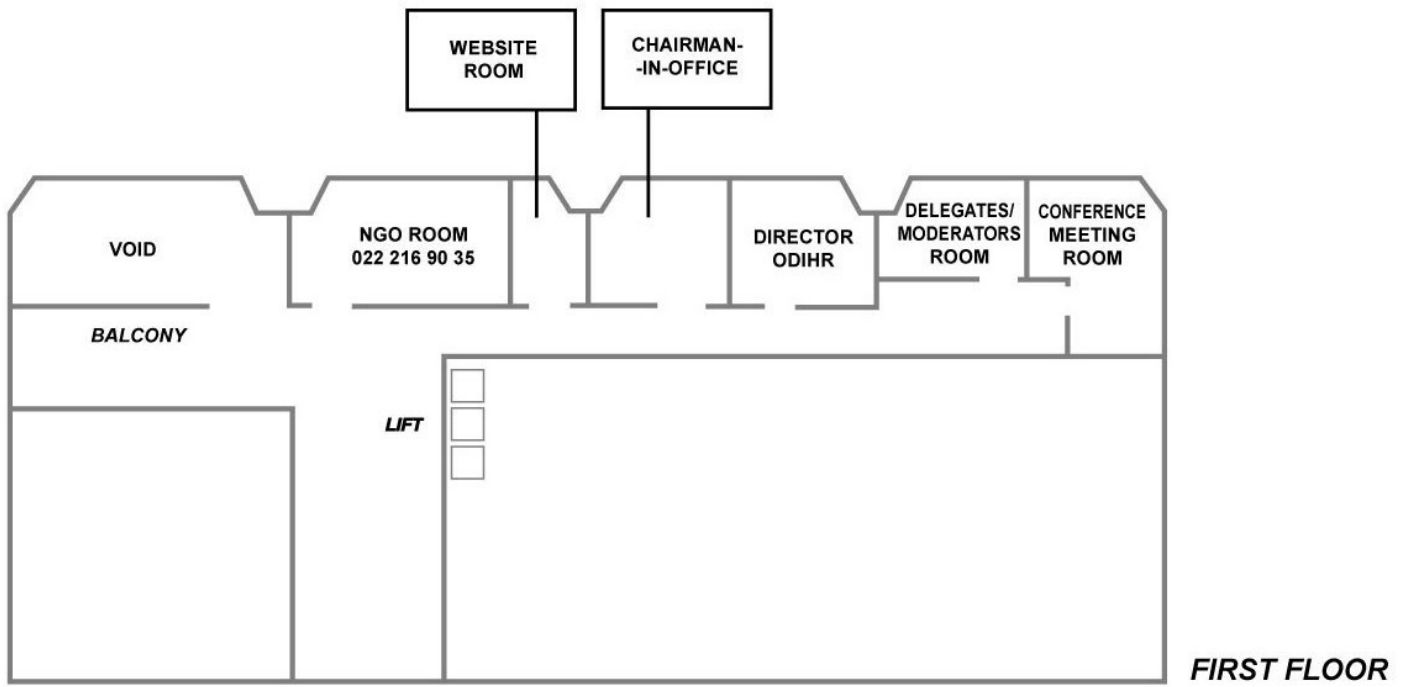 WEBSITE
ROOM
CHAIRMAN-
-IN-OFFICE
VOID
NGO ROOM
022 216 90 35
DIRECTOR
ODIHR
DELEGATES/
MODERATORS
ROOM
CONFERENCE
MEETING
ROOM
BALCONY
LIFT
FIRST FLOOR